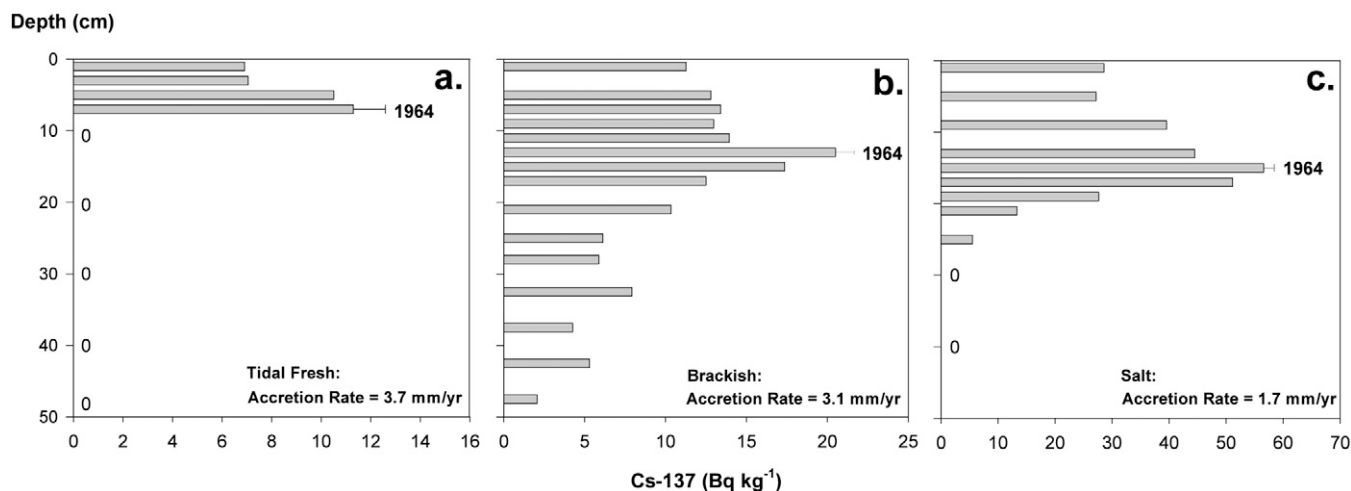 Depth (cm)
0
10
20
30
40
50
a.
1964
0
0
0
0
0
Tidal Fresh:
Accretion Rate = 3.7 mm/yr
0 2 4 6 8 10 12 14 16
b.
1964
Brackish:
Accretion Rate = 3.1 mm/yr
0 5 10 15 20 25
c.
1964
0
0
Salt:
Accretion Rate = 1.7 mm/yr
0 10 20 30 40 50 60 70
Cs-137 (Bq kg⁻¹)